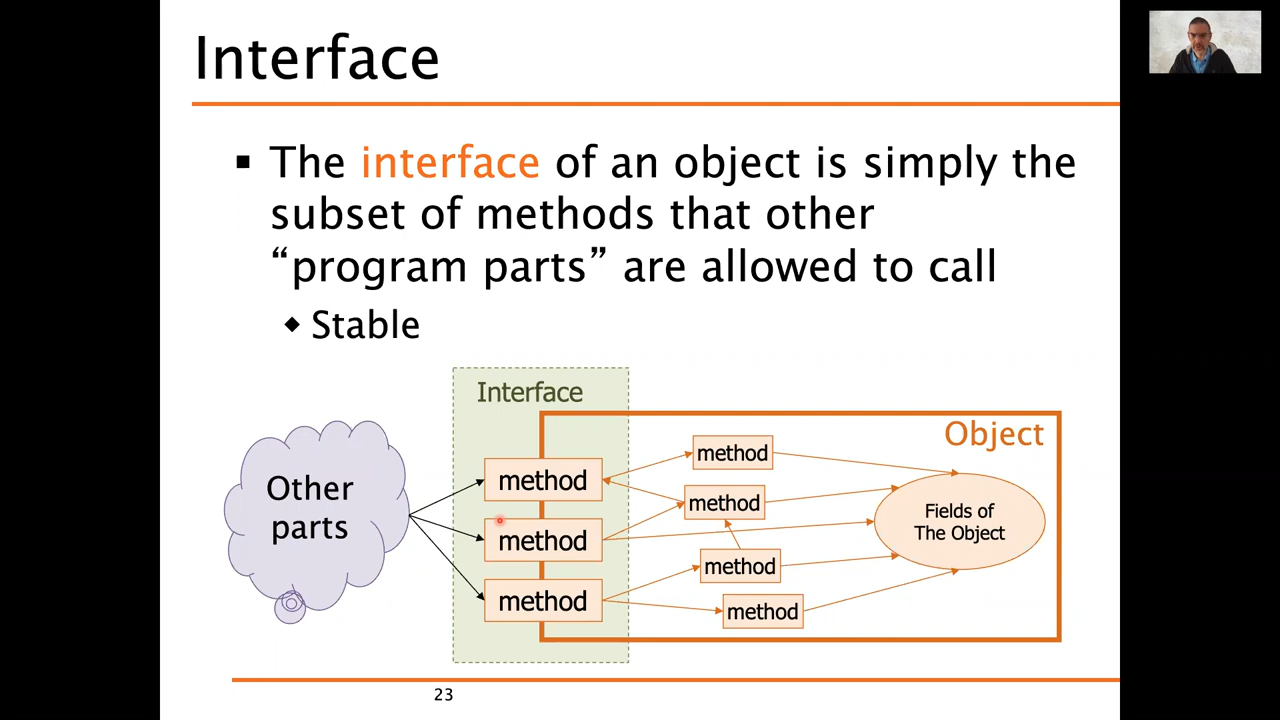 Interface
▪ The interface of an object is simply the
subset of methods that other
“program parts” are allowed to call
◆ Stable
Interface
Object
Other
parts
method
method
method
method
method
method
method
Fields of
The Object
23